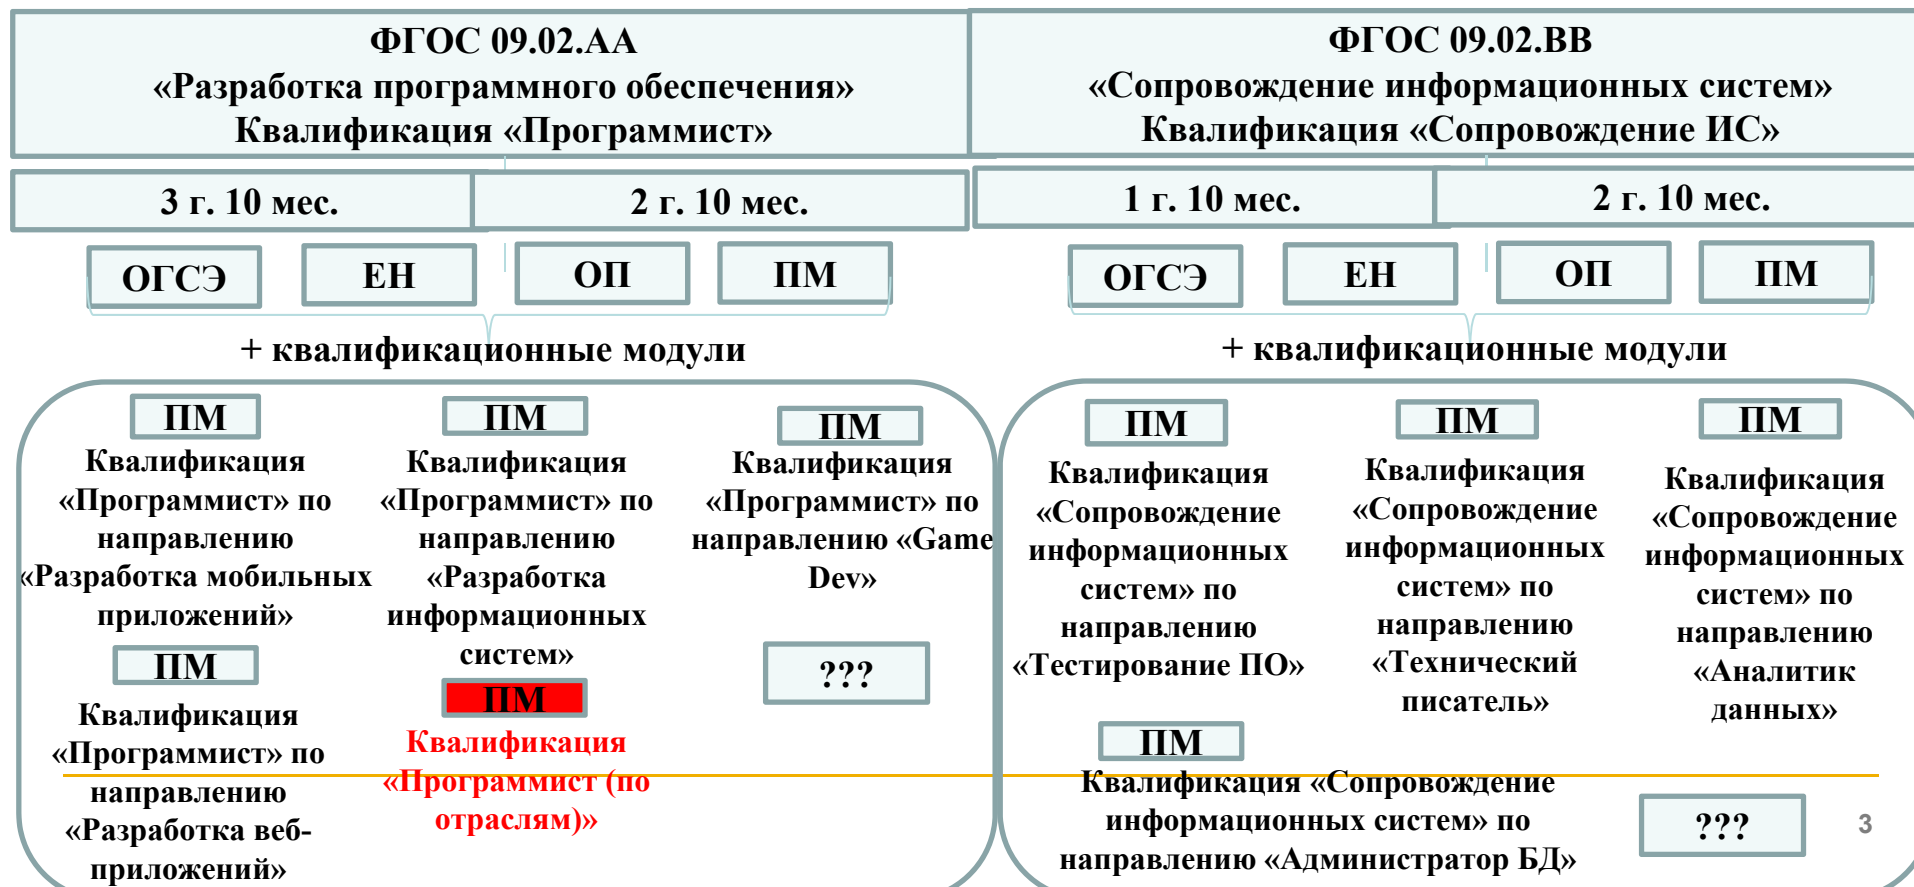 ФГОС 09.02.АА
«Разработка программного обеспечения»
Квалификация «Программист»
3 г. 10 мес.
2 г. 10 мес.
ОГСЭ
ЕН
ОП
ПМ
+ квалификационные модули
ПМ
Квалификация
«Программист» по
направлению
«Разработка мобильных
приложений»
ПМ
Квалификация
«Программист» по
направлению
«Разработка
информационных
систем»
ПМ
Квалификация
«Программист» по
направлению «Game
Dev»
ПМ
Квалификация
«Программист» по
направлению
«Разработка веб-
приложений»
ПМ
Квалификация
«Программист (по
отраслям)»
???
ФГОС 09.02.ВВ
«Сопровождение информационных систем»
Квалификация «Сопровождение ИС»
1 г. 10 мес.
2 г. 10 мес.
ОГСЭ
ЕН
ОП
ПМ
+ квалификационные модули
ПМ
Квалификация
«Сопровождение
информационных
систем» по
направлению
«Тестирование ПО»
ПМ
Квалификация
«Сопровождение
информационных
систем» по
направлению
«Технический
писатель»
ПМ
Квалификация
«Сопровождение
информационных
систем» по
направлению
«Аналитик
данных»
ПМ
Квалификация «Сопровождение
информационных систем» по
направлению «Администратор БД»
???
3